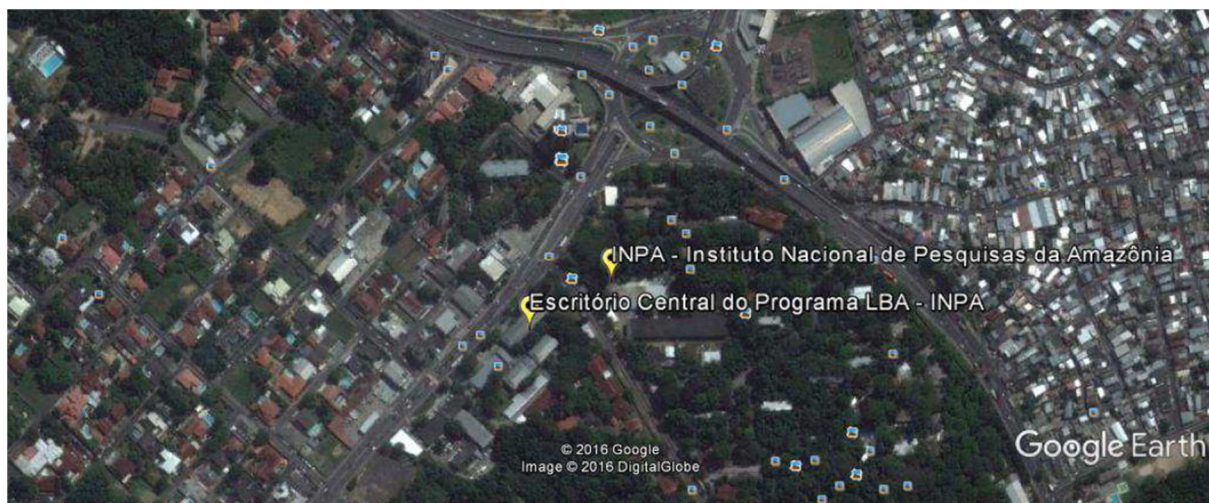 INPA - Instituto Nacional de Pesquisas da Amazônia
Escritório Central do Programa LBA - INPA
© 2016 Google
Image © 2016 DigitalGlobe
Google Earth